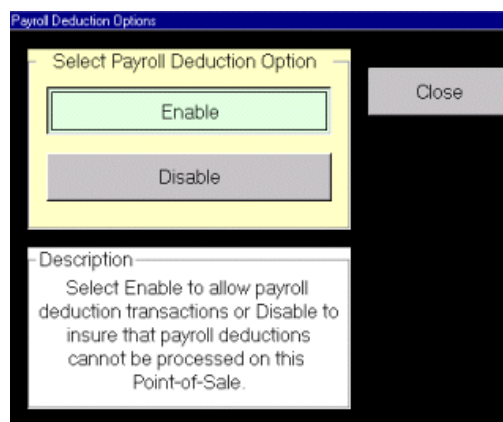 Payroll Deduction Options
Select Payroll Deduction Option
Enable
Close
Disable
Description
Select Enable to allow payroll
deduction transactions or Disable to
insure that payroll deductions
cannot be processed on this
Point-of-Sale.